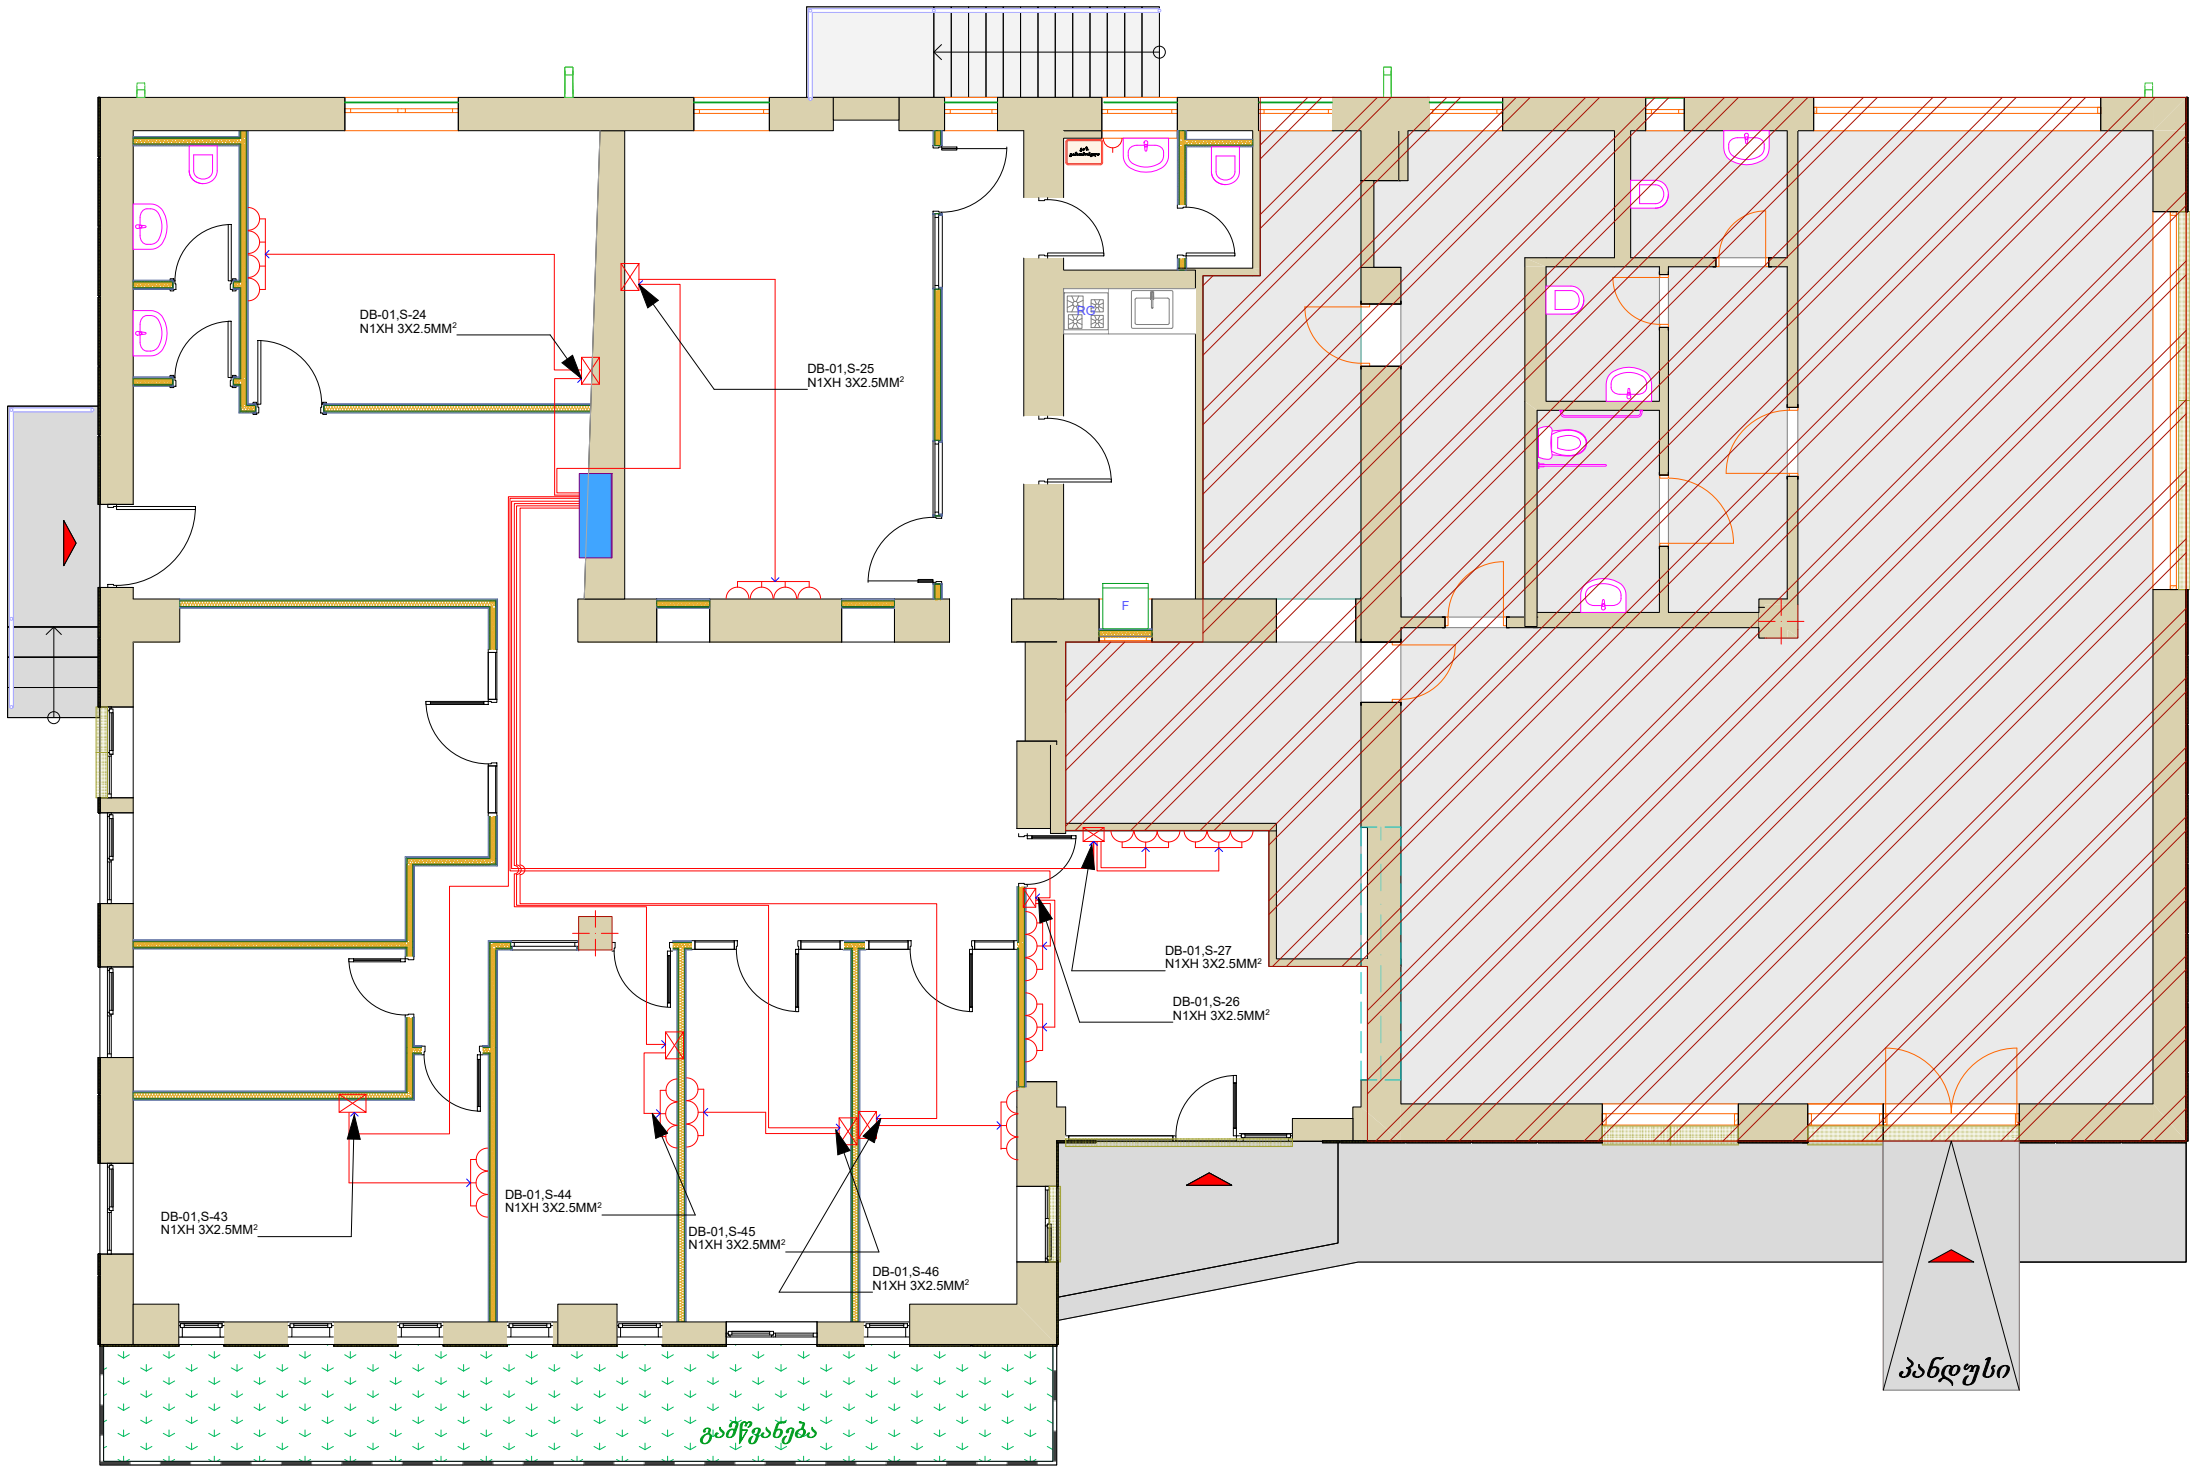 RG
DB-01,S-24
N1XH 3X2.5MM²
DB-01,S-25
N1XH 3X2.5MM²
F
DB-01,S-27
N1XH 3X2.5MM²
DB-01,S-26
N1XH 3X2.5MM²
DB-01,S-44
N1XH 3X2.5MM²
DB-01,S-43
N1XH 3X2.5MM²
DB-01,S-45
N1XH 3X2.5MM²
DB-01,S-46
N1XH 3X2.5MM²
პანდუსი
გამწვანება